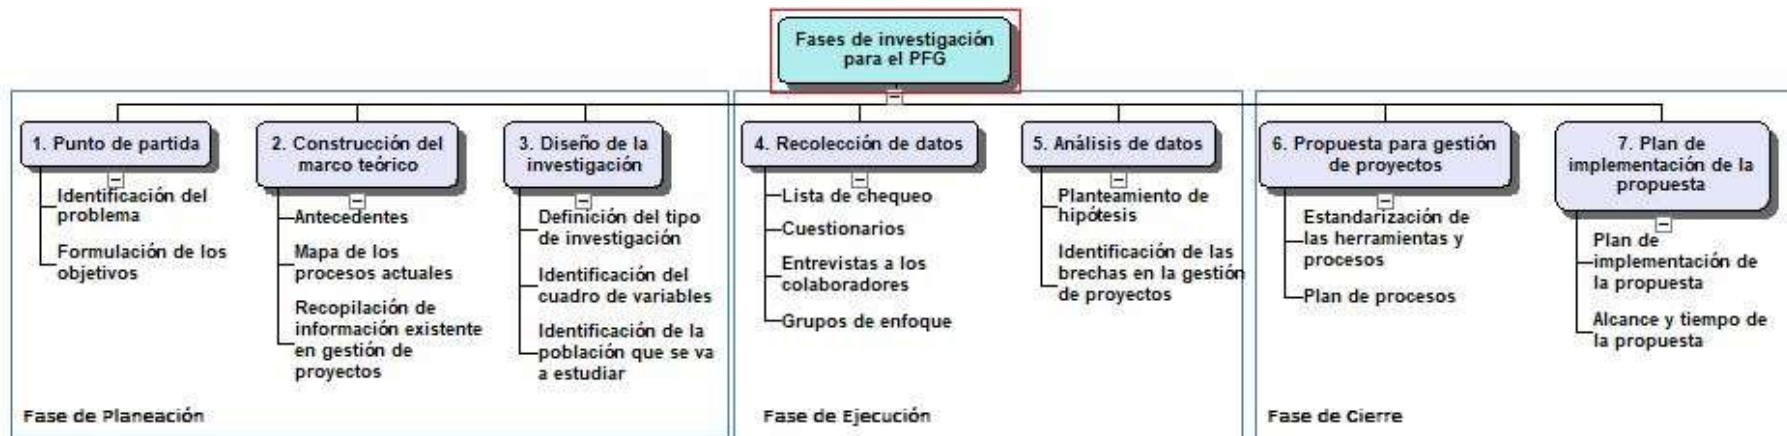 Fases de investigación
para el PFG
1. Punto de partida
Identificación del
problema
Formulación de los
objetivos
2. Construcción del
marco teórico
Antecedentes
Mapa de los
procesos actuales
Recopilación de
información existente
en gestión de
proyectos
3. Diseño de la
investigación
Definición del tipo
de investigación
Identificación del
cuadro de variables
Identificación de la
población que se va
a estudiar
Fase de Planeación
4. Recolección de datos
Lista de chequeo
Cuestionarios
Entrevistas a los
colaboradores
Grupos de enfoque
5. Análisis de datos
Planteamiento de
hipótesis
Identificación de las
brechas en la gestión
de proyectos
Fase de Ejecución
6. Propuesta para gestión
de proyectos
Estandarización de
las herramientas y
procesos
Plan de procesos
7. Plan de
implementación de la
propuesta
Plan de
implementación de
la propuesta
Alcance y tiempo de
la propuesta
Fase de Cierre